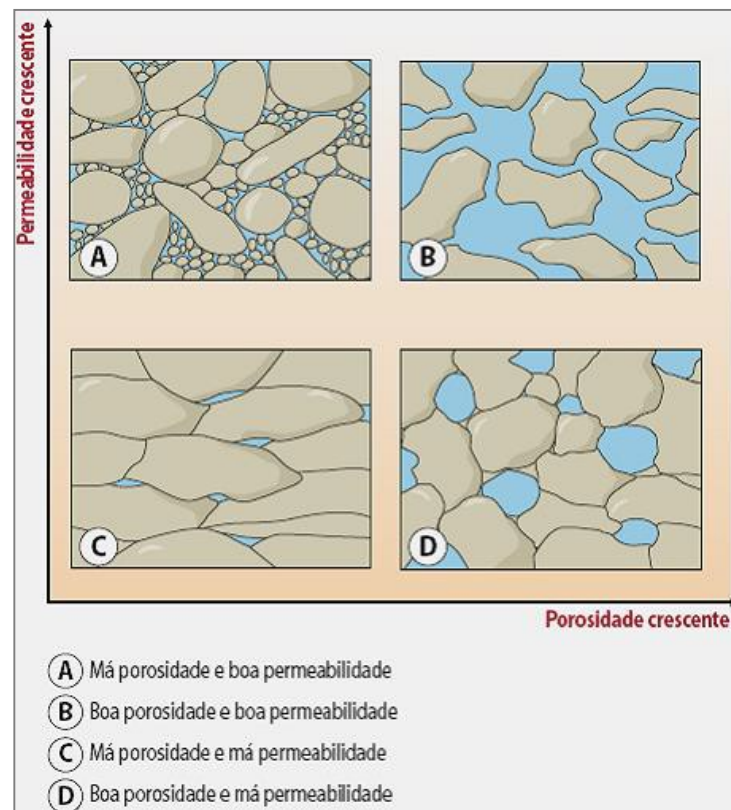 Permeabilidade crescente
A
B
C
D
Porosidade crescente
A Má porosidade e boa permeabilidade
B Boa porosidade e boa permeabilidade
C Má porosidade e má permeabilidade
D Boa porosidade e má permeabilidade